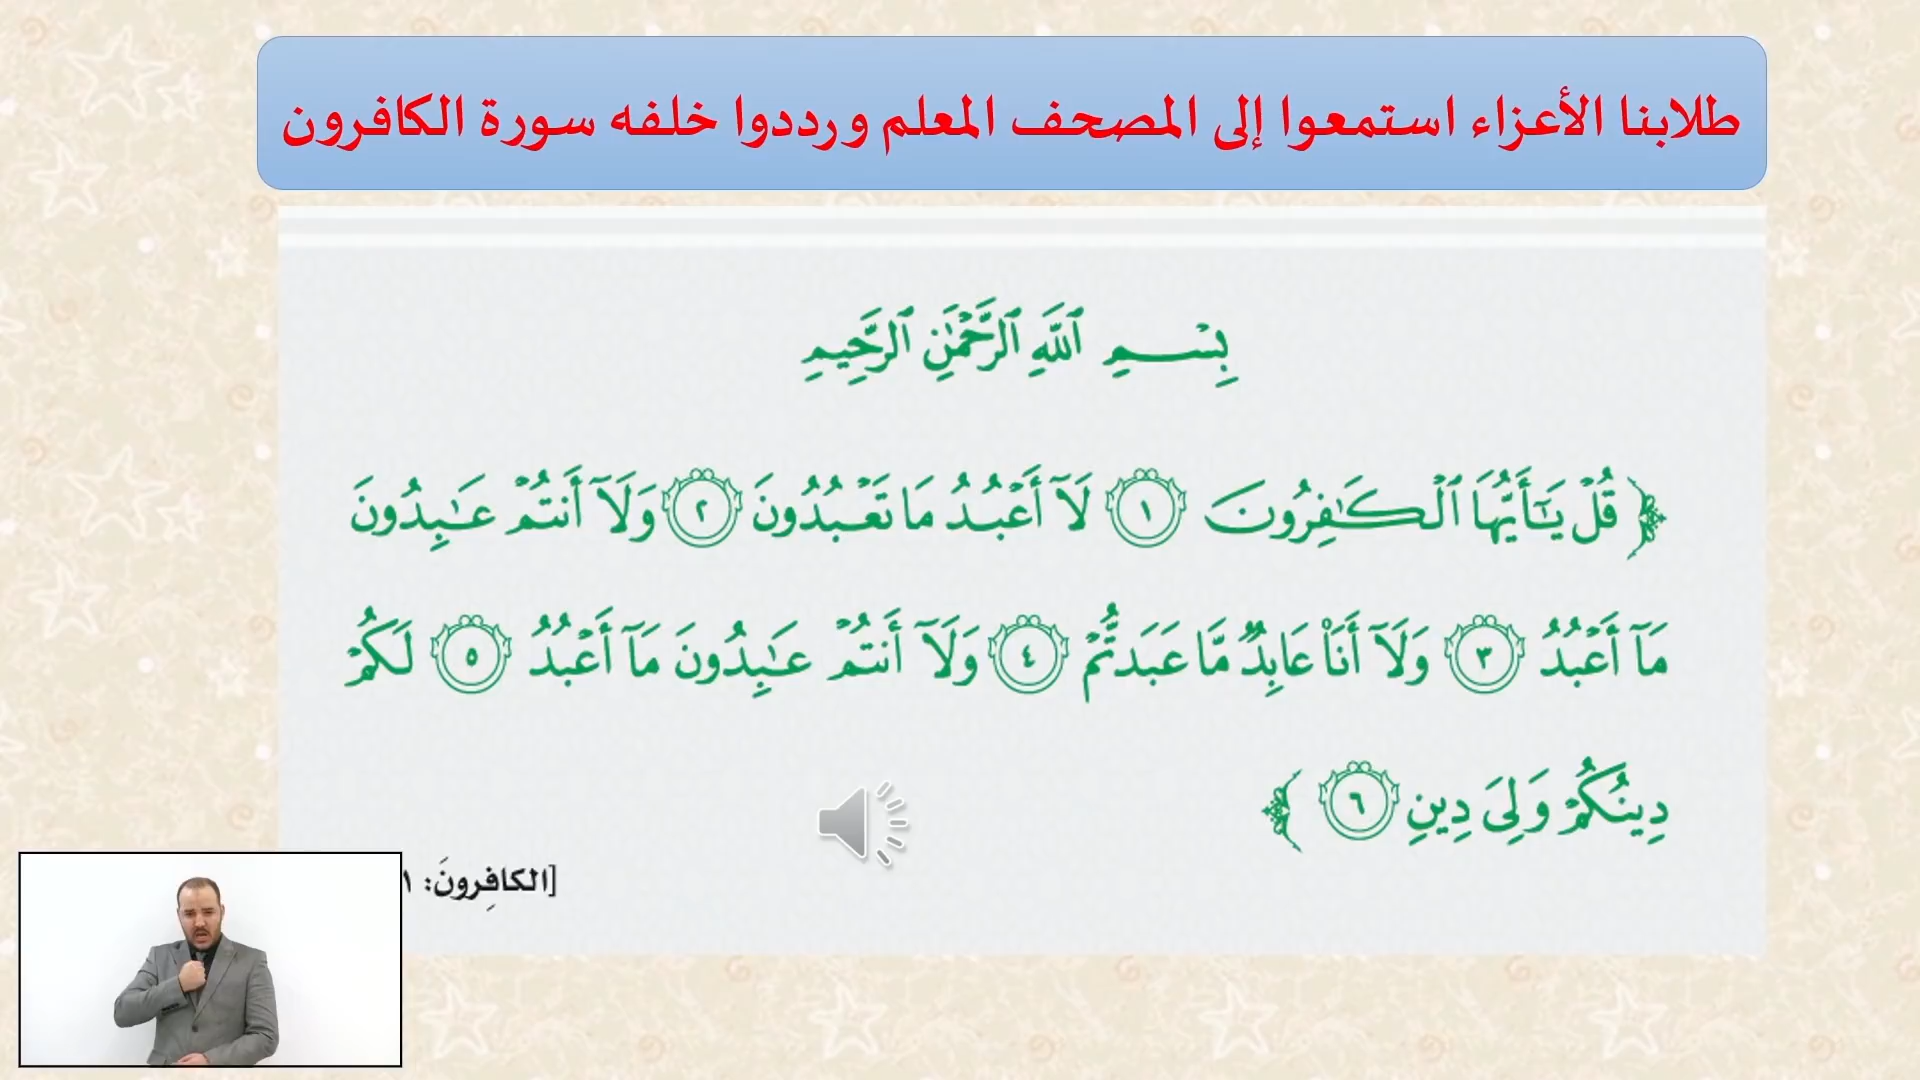 طلابنا الأعزاء استمعوا إلى المصحف المعلم ورددوا خلفه سورة الكافرون
بِسْمِ ٱللَّهِ ٱلرَّحْمَٰنِ ٱلرَّحِيمِ
﴿ قُلْ يَٰٓأَيُّهَا ٱلْكَٰفِرُونَ ١ لَآ أَعْبُدُ مَا تَعْبُدُونَ ٢ وَلَآ أَنتُمْ عَٰبِدُونَ
مَآ أَعْبُدُ ٣ وَلَآ أَنَا۠ عَابِدٌ مَّا عَبَدتُّمْ ٤ وَلَآ أَنتُمْ عَٰبِدُونَ مَآ أَعْبُدُ ٥ لَكُمْ
دِينُكُمْ وَلِىَ دِينِ ٦ ﴾
[الكافِرونَ: ١